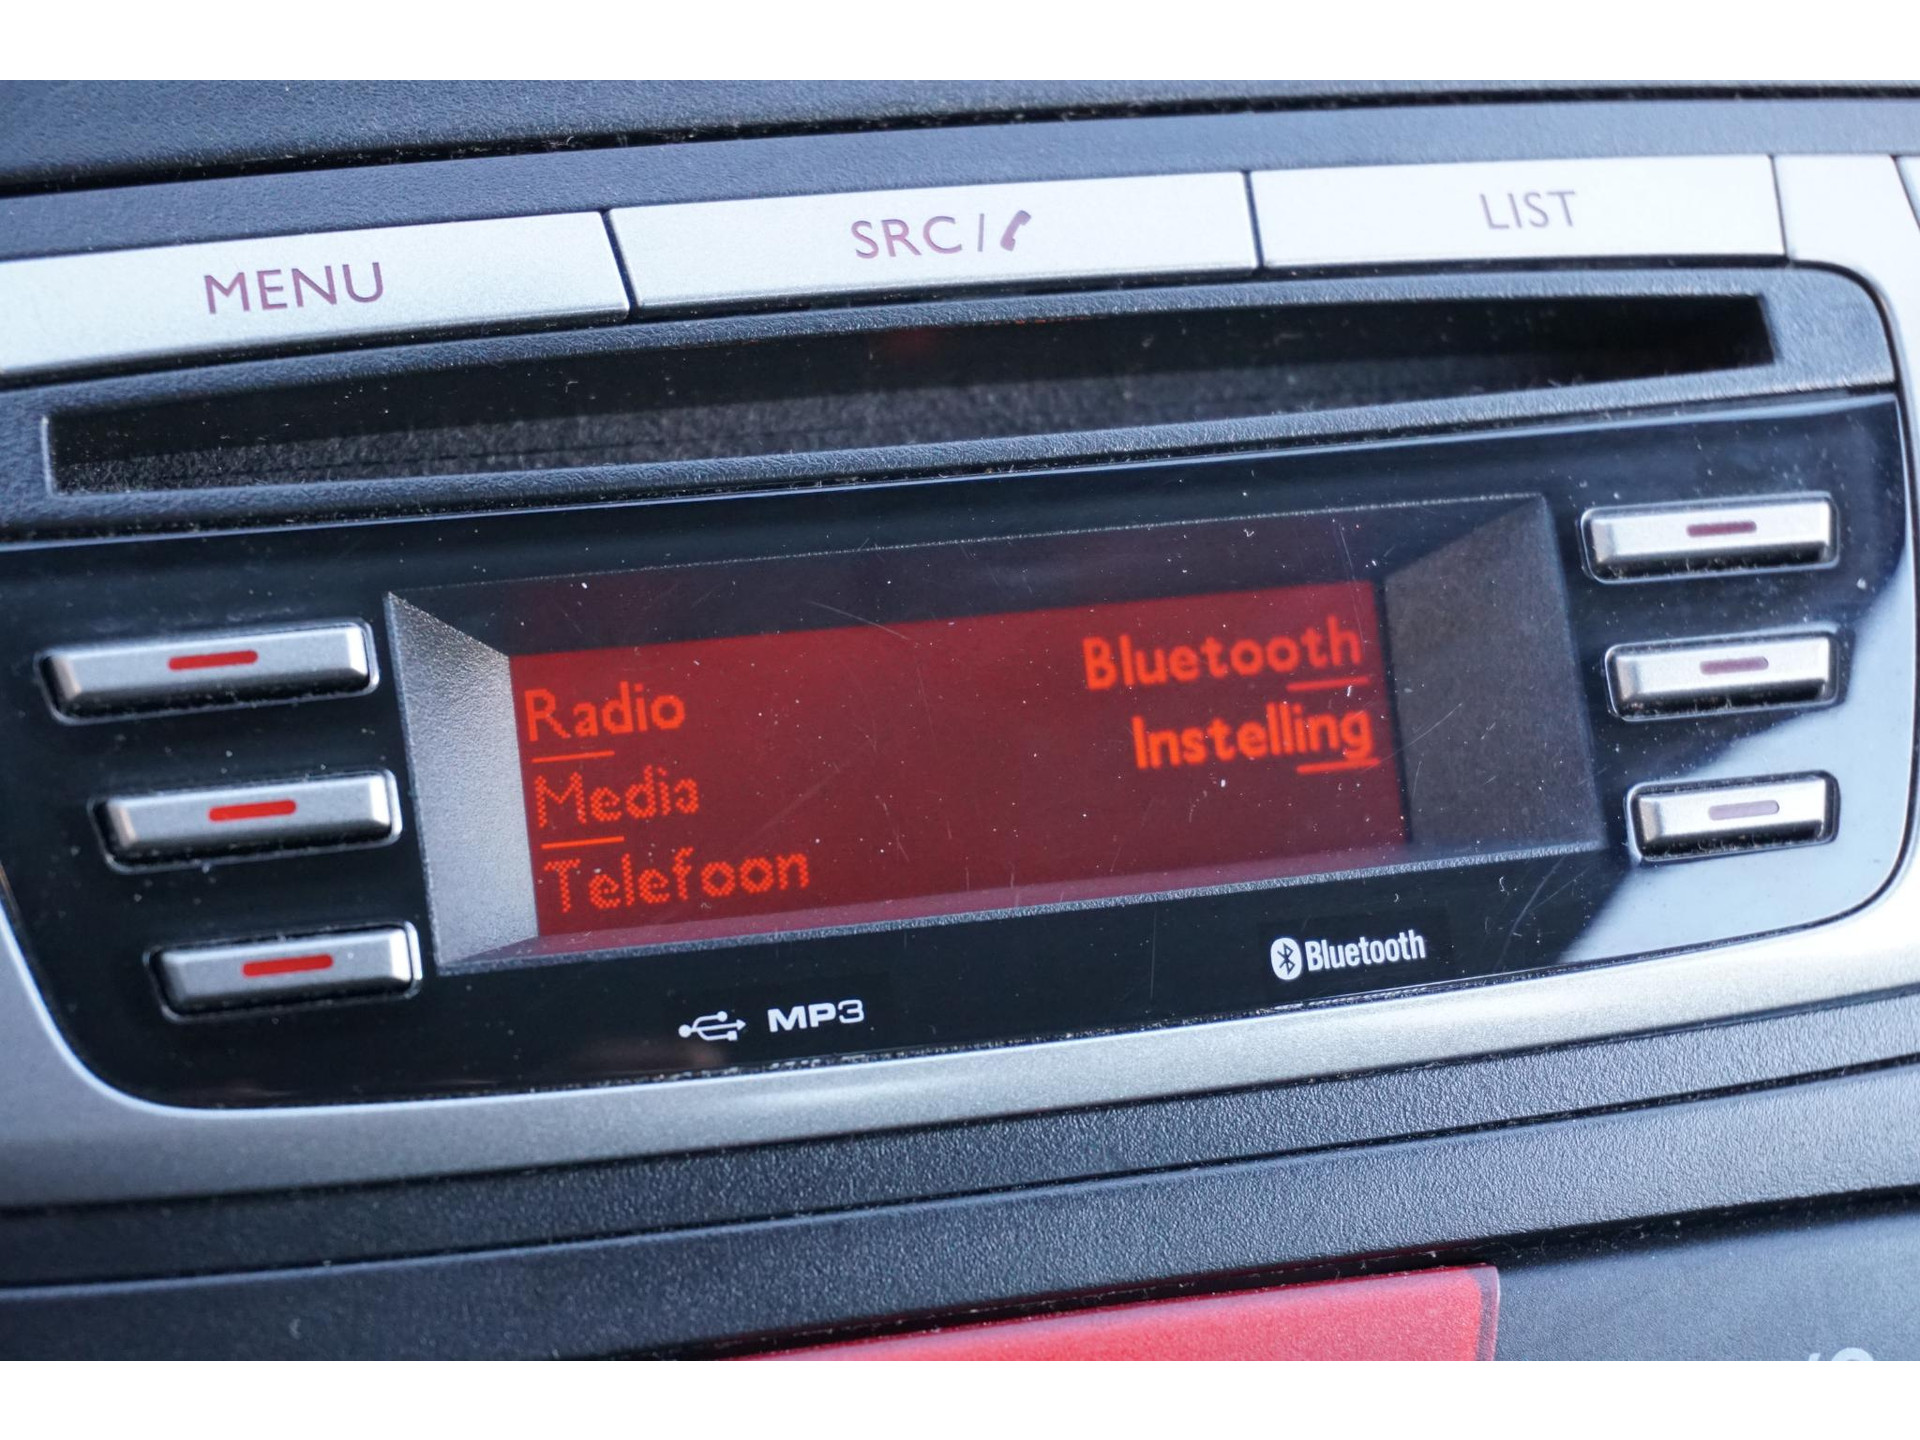 MENU
SRC/
LIST
Radio
Bluetooth
Media
Instelling
Telefoon
MP3
Bluetooth